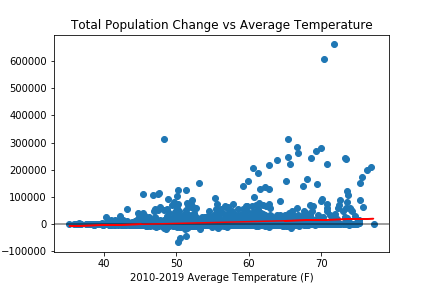 Total Population Change vs Average Temperature
600000
500000
400000
300000
200000
100000
0
−100000
40 50 60 70
2010-2019 Average Temperature (F)